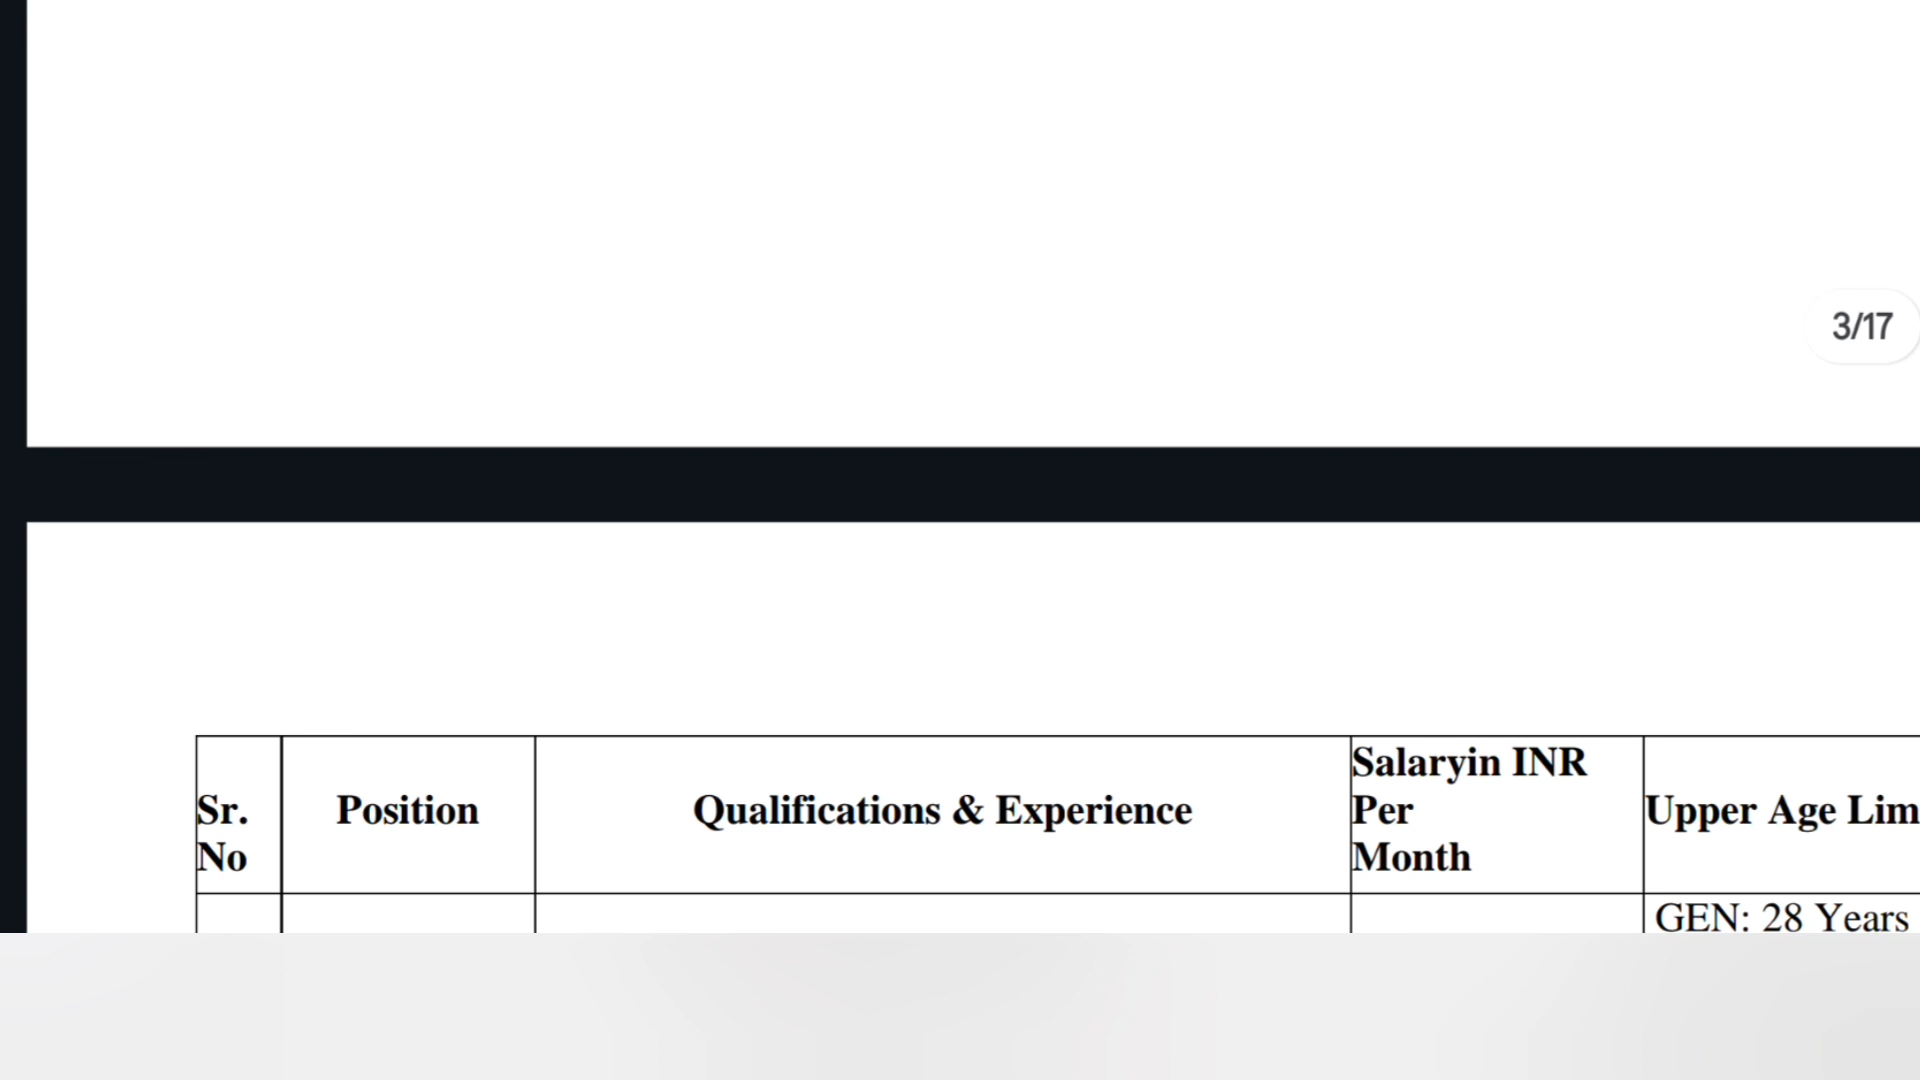 3/17
Sr.
No
Position
Qualifications & Experience
Salaryin INR
Per
Month
Upper Age Lim
GEN: 28 Years